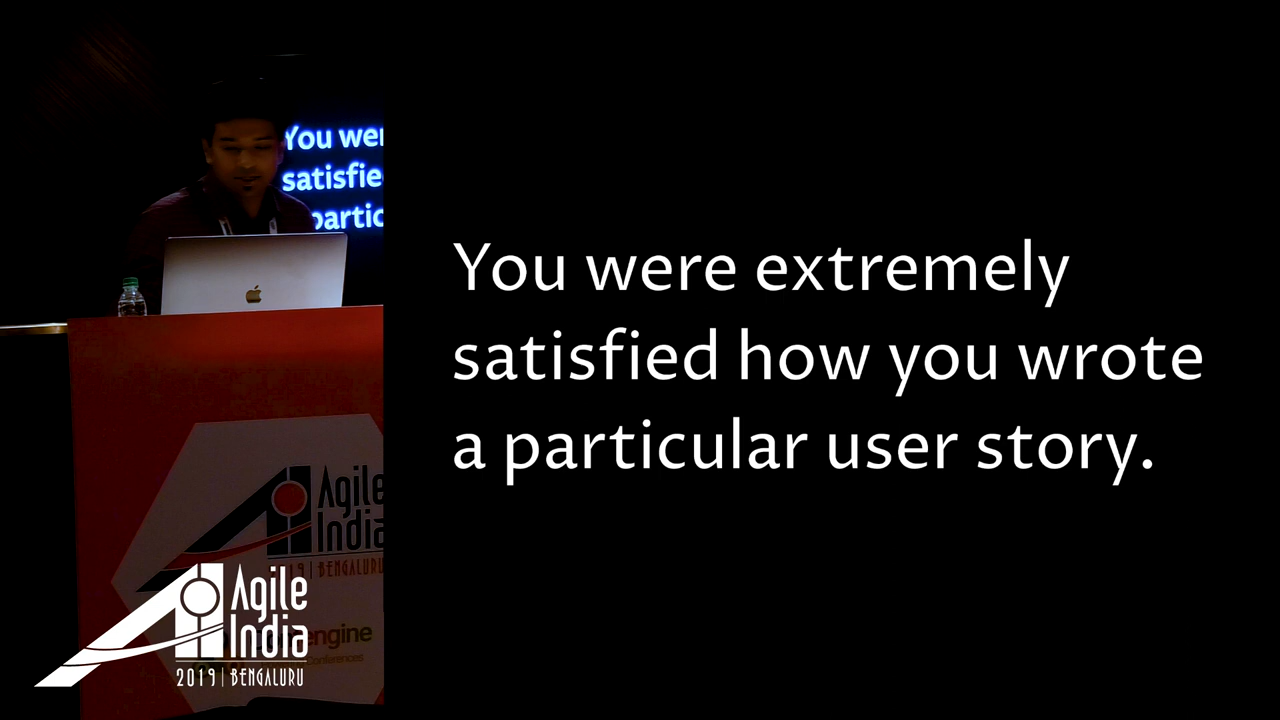 You wer
satisfie
partic
You were extremely
satisfied how you wrote
a particular user story.
Agile
India
2019 | BENGALURU
engine
Conferences
Agile
India
2019 | BENGALURU